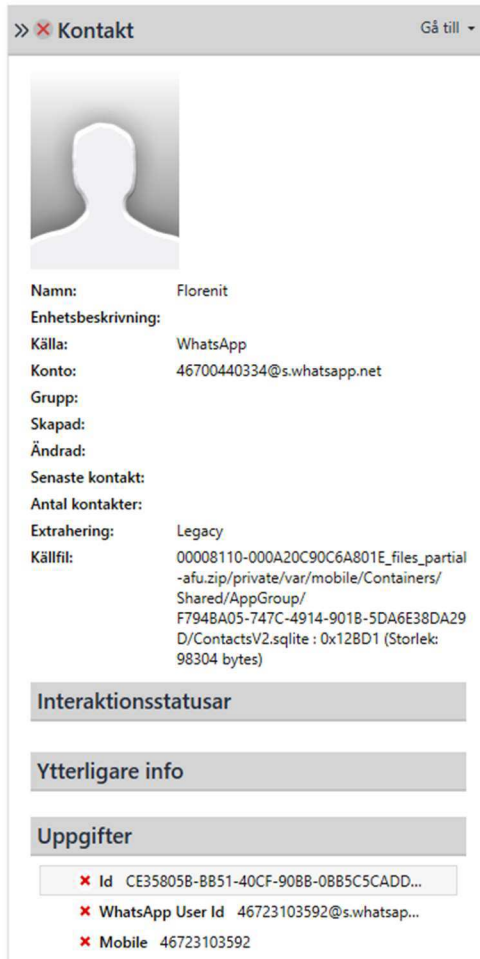 Kontakt Gå till
Namn: Florenit
Enhetsbeskrivning:
Källa: WhatsApp
Konto: 46700440334@s.whatsapp.net
Grupp:
Skapad:
Ändrad:
Senaste kontakt:
Antal kontakter:
Extrahering: Legacy
Källfil: 00008110-000A20C90C6A801E_files_partial
-afu.zip/private/var/mobile/Containers/
Shared/AppGroup/
F794BA05-747C-4914-901B-5DA6E38DA29
D/ContactsV2.sqlite : 0x12BD1 (Storlek:
98304 bytes)
Interaktionsstatusar
Ytterligare info
Uppgifter
Id CE35805B-BB51-40CF-90BB-0BB5C5CADD...
WhatsApp User Id 46723103592@s.whatsap...
Mobile 46723103592